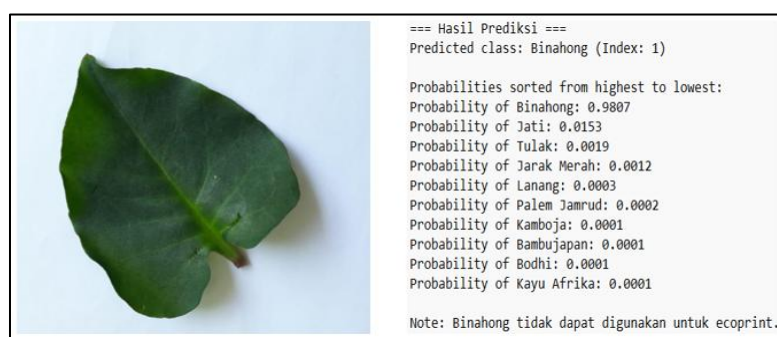 === Hasil Prediksi ===
Predicted class: Binahong (Index: 1)
Probabilities sorted from highest to lowest:
Probability of Binahong: 0.9807
Probability of Jati: 0.0153
Probability of Tulak: 0.0019
Probability of Jarak Merah: 0.0012
Probability of Lanang: 0.0003
Probability of Palem Jamrud: 0.0002
Probability of Kamboja: 0.0001
Probability of Bambujapan: 0.0001
Probability of Bodhi: 0.0001
Probability of Kayu Afrika: 0.0001
Note: Binahong tidak dapat digunakan untuk ecoprint.